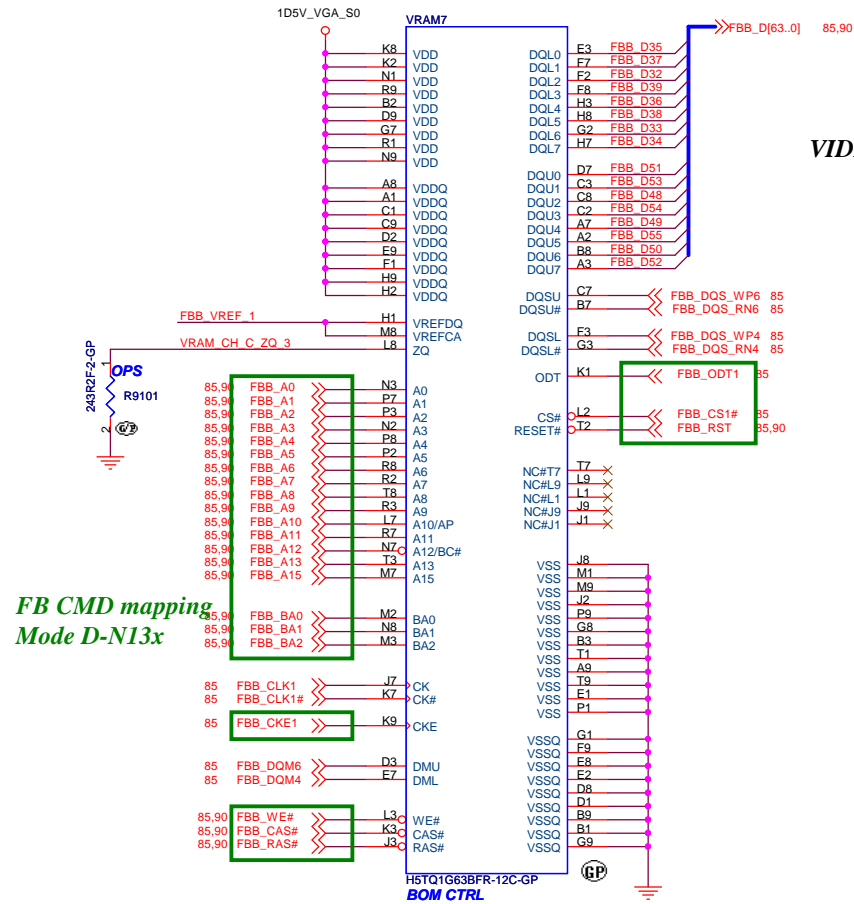 1D5V_VGA_S0
VRAM7
FBB_D[63..0] 85,90
K8 VDD DQL0 E3 FBB_D35
K2 VDD DQL1 F7 FBB_D37
N1 VDD DQL2 F2 FBB_D32
R9 VDD DQL3 F8 FBB_D39
B2 VDD DQL4 H3 FBB_D36
D9 VDD DQL5 H8 FBB_D38
G7 VDD DQL6 G2 FBB_D33
R1 VDD DQL7 H7 FBB_D34
N9 VDD
VID
A8 VDDQ DQU0 D7 FBB_D51
A1 VDDQ DQU1 C3 FBB_D53
C1 VDDQ DQU2 C8 FBB_D48
C9 VDDQ DQU3 C2 FBB_D54
D2 VDDQ DQU4 A7 FBB_D49
E9 VDDQ DQU5 A2 FBB_D55
F1 VDDQ DQU6 B8 FBB_D50
H9 VDDQ DQU7 A3 FBB_D52
H2 VDDQ
DQSU C7 FBB_DQS_WP6 85
DQSU# B7 FBB_DQS_RN6 85
FBB_VREF_1 H1 VREFDQ
M8 VREFCA
DQSL F3 FBB_DQS_WP4 85
DQSL# G3 FBB_DQS_RN4 85
VRAM_CH_C_ZQ_3 L8 ZQ
243R2F-2-GP
1
OPS
R9101
2
ODT K1 FBB_ODT1 85
CS# L2 FBB_CS1# 85
RESET# T2 FBB_RST 85,90
85,90 FBB_A0 N3 A0
85,90 FBB_A1 P7 A1
85,90 FBB_A2 P3 A2
85,90 FBB_A3 N2 A3
85,90 FBB_A4 P8 A4
85,90 FBB_A5 P2 A5
85,90 FBB_A6 R8 A6
85,90 FBB_A7 R2 A7
85,90 FBB_A8 T8 A8
85,90 FBB_A9 R3 A9
85,90 FBB_A10 L7 A10/AP
85,90 FBB_A11 R7 A11
85,90 FBB_A12 N7 A12/BC#
85,90 FBB_A13 T3 A13
85,90 FBB_A15 M7 A15
NC#T7 T7
NC#L9 L9
NC#L1 L1
NC#J9 J9
NC#J1 J1
FB CMD mapping
Mode D-N13x
85,90 FBB_BA0 M2 BA0
85,90 FBB_BA1 N8 BA1
85,90 FBB_BA2 M3 BA2
VSS J8
VSS M1
VSS M9
VSS J2
VSS P9
VSS G8
VSS B3
VSS T1
VSS A9
VSS T9
VSS E1
VSS P1
85 FBB_CLK1 J7 CK
85 FBB_CLK1# K7 CK#
85 FBB_CKE1 K9 CKE
85 FBB_DQM6 D3 DMU
85 FBB_DQM4 E7 DML
85,90 FBB_WE# L3 WE#
85,90 FBB_CAS# K3 CAS#
85,90 FBB_RAS# J3 RAS#
VSSQ G1
VSSQ F9
VSSQ E8
VSSQ E2
VSSQ D8
VSSQ D1
VSSQ B9
VSSQ B1
VSSQ G9
GP
H5TQ1G63BFR-12C-GP
BOM CTRL